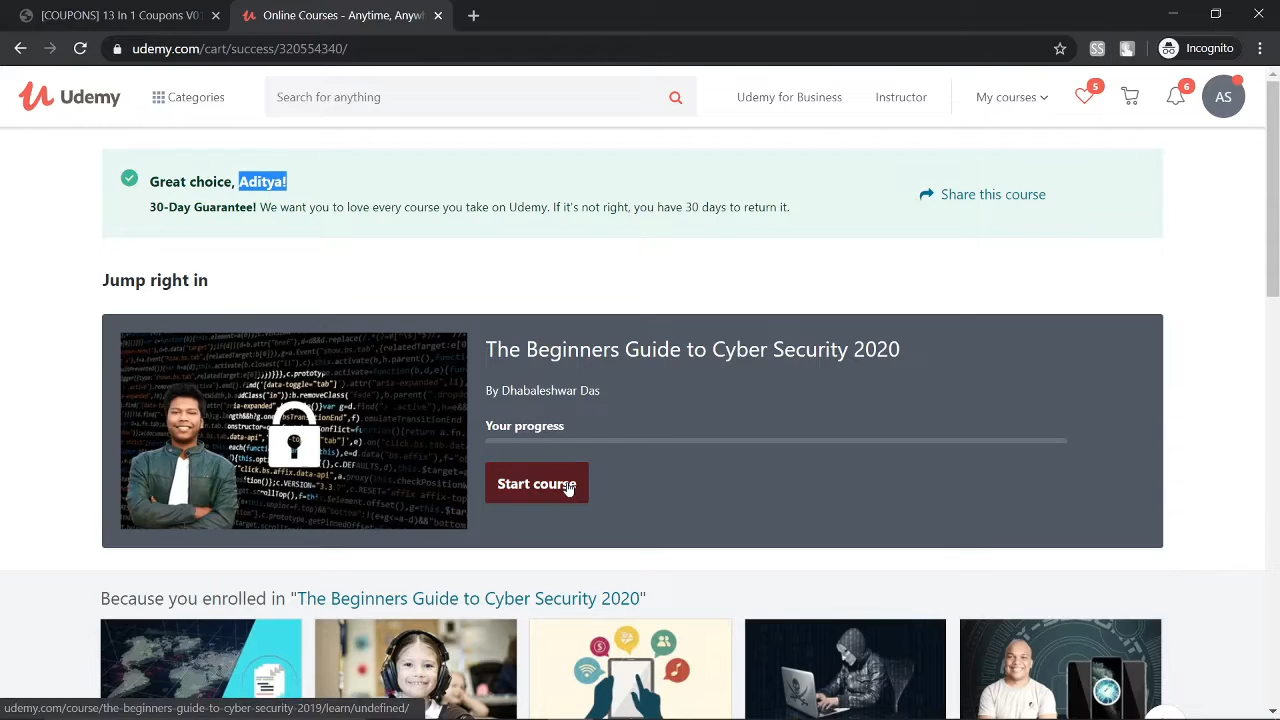 [COUPONS] 13 In 1 Coupons V01
Online Courses - Anytime, Anywh
udemy.com/cart/success/320554340/
SS
Incognito
Udemy
Categories
Search for anything
Udemy for Business
Instructor
My courses
5
6
AS
Great choice, Aditya!
30-Day Guarantee! We want you to love every course you take on Udemy. If it's not right, you have 30 days to return it.
Share this course
Jump right in
The Beginners Guide to Cyber Security 2020
By Dhabaleshwar Das
Your progress
Start course
Because you enrolled in "The Beginners Guide to Cyber Security 2020"
udemy.com/course/the-beginners-guide-to-cyber-security-2019/learn/undefined/